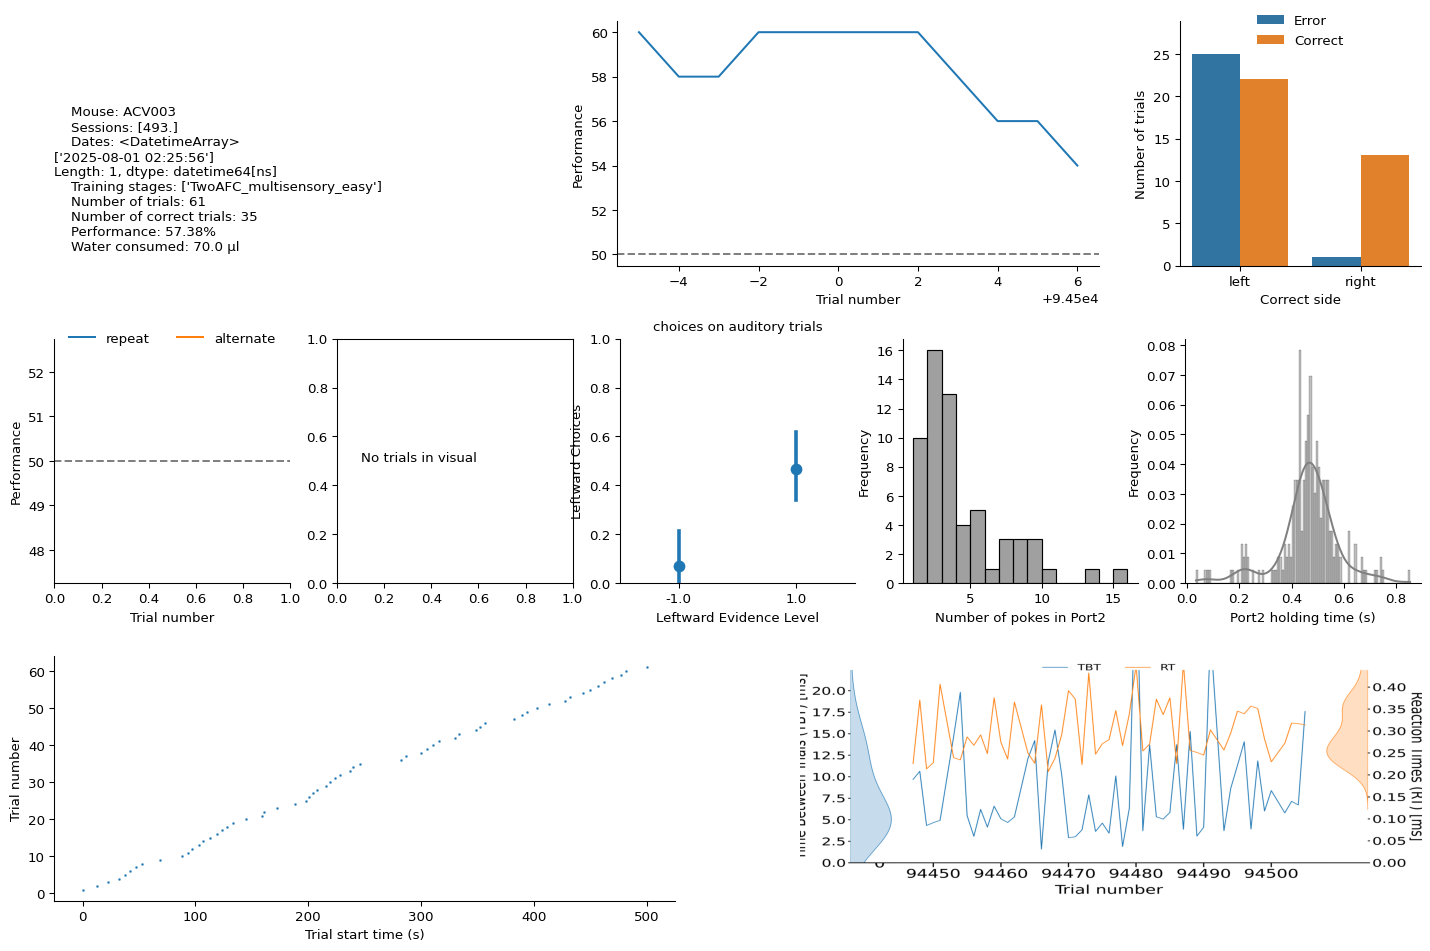 Mouse: ACV003
Sessions: [493.]
Dates: <DatetimeArray>
['2025-08-01 02:25:56']
Length: 1, dtype: datetime64[ns]
Training stages: ['TwoAFC_multisensory_easy']
Number of trials: 61
Number of correct trials: 35
Performance: 57.38%
Water consumed: 70.0 µl
Performance
60
58
56
54
52
50
−4 −2 0 2 4 6
Trial number
+9.45e4
Error
Correct
Number of trials
25
20
15
10
5
0
left right
Correct side
repeat alternate
Performance
52
51
50
49
48
0.0 0.2 0.4 0.6 0.8 1.0
Trial number
1.0
0.8
0.6
0.4
0.2
0.0
No trials in visual
0.0 0.2 0.4 0.6 0.8 1.0
choices on auditory trials
Leftward Choices
1.0
0.8
0.6
0.4
0.2
0.0
-1.0 1.0
Leftward Evidence Level
Frequency
16
14
12
10
8
6
4
2
0
5 10 15
Number of pokes in Port2
Frequency
0.08
0.07
0.06
0.05
0.04
0.03
0.02
0.01
0.00
0.0 0.2 0.4 0.6 0.8
Port2 holding time (s)
Trial number
60
50
40
30
20
10
0
0 100 200 300 400 500
Trial start time (s)
TBT RT
20.0
17.5
15.0
12.5
10.0
7.5
5.0
2.5
0.0
0
94450 94460 94470 94480 94490 94500
Trial number
0.40
0.35
0.30
0.25
0.20
0.15
0.10
0.05
0.00
Reaction Times (RT) [ms]